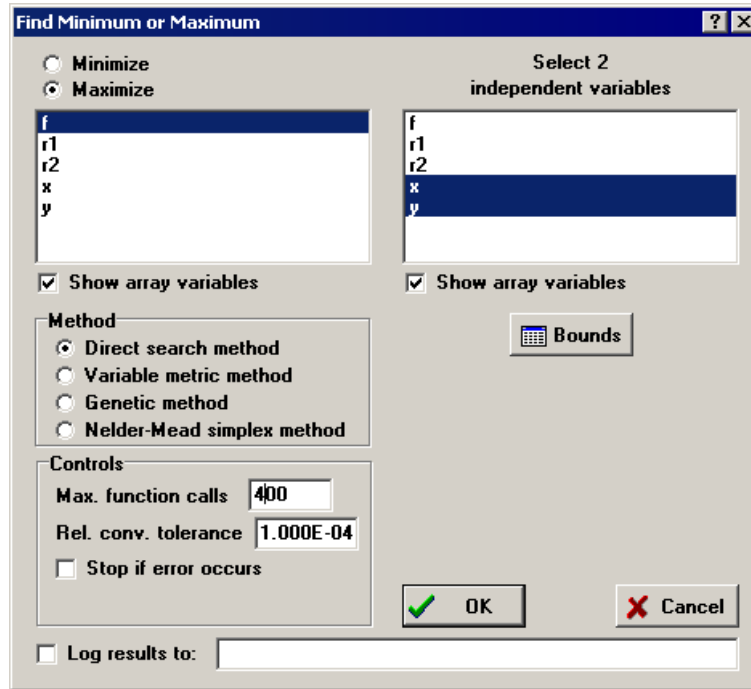 Find Minimum or Maximum
Minimize
Maximize
f
r1
r2
x
y
Show array variables
Select 2
independent variables
f
r1
r2
x
y
Show array variables
Bounds
Method
Direct search method
Variable metric method
Genetic method
Nelder-Mead simplex method
Controls
Max. function calls 400
Rel. conv. tolerance 1.000E-04
Stop if error occurs
OK
Cancel
Log results to: